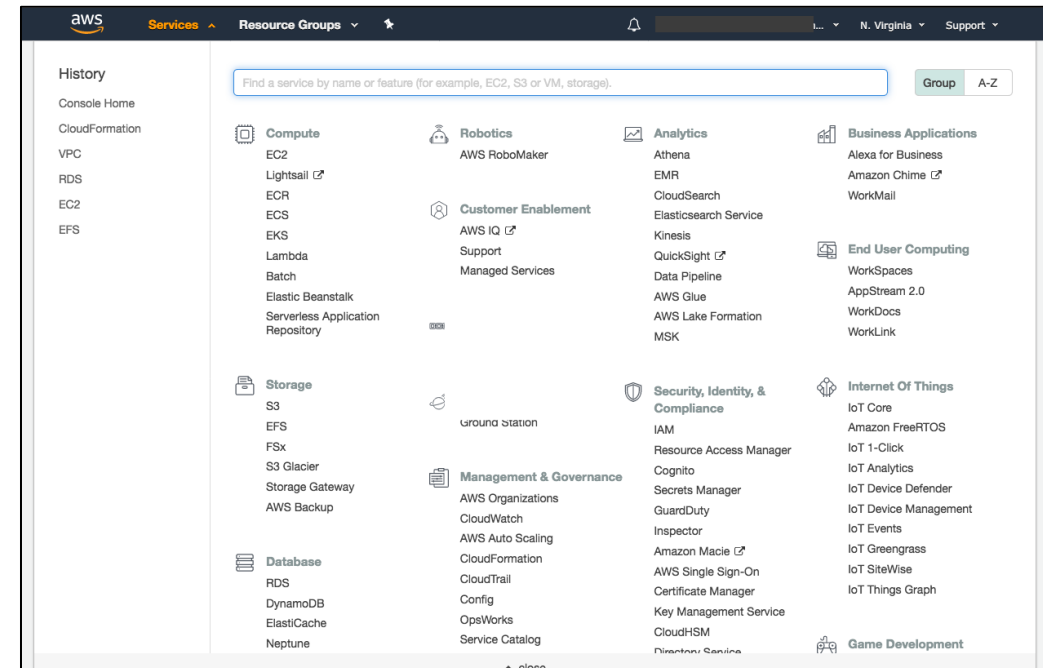 aws
Services
Resource Groups
... 
N. Virginia
Support
History
Console Home
CloudFormation
VPC
RDS
EC2
EFS
Find a service by name or feature (for example, EC2, S3 or VM, storage).
Group
A-Z
Compute
EC2
Lightsail
ECR
ECS
EKS
Lambda
Batch
Elastic Beanstalk
Serverless Application
Repository
Storage
S3
EFS
FSx
S3 Glacier
Storage Gateway
AWS Backup
Database
RDS
DynamoDB
ElastiCache
Neptune
Robotics
AWS RoboMaker
Customer Enablement
AWS IQ
Support
Managed Services
Ground Station
Management & Governance
AWS Organizations
CloudWatch
AWS Auto Scaling
CloudFormation
CloudTrail
Config
OpsWorks
Service Catalog
Analytics
Athena
EMR
CloudSearch
Elasticsearch Service
Kinesis
QuickSight
Data Pipeline
AWS Glue
AWS Lake Formation
MSK
Security, Identity, &
Compliance
IAM
Resource Access Manager
Cognito
Secrets Manager
GuardDuty
Inspector
Amazon Macie
AWS Single Sign-On
Certificate Manager
Key Management Service
CloudHSM
Directory Service
Business Applications
Alexa for Business
Amazon Chime
WorkMail
End User Computing
WorkSpaces
AppStream 2.0
WorkDocs
WorkLink
Internet Of Things
IoT Core
Amazon FreeRTOS
IoT 1-Click
IoT Analytics
IoT Device Defender
IoT Device Management
IoT Events
IoT Greengrass
IoT SiteWise
IoT Things Graph
Game Development
close